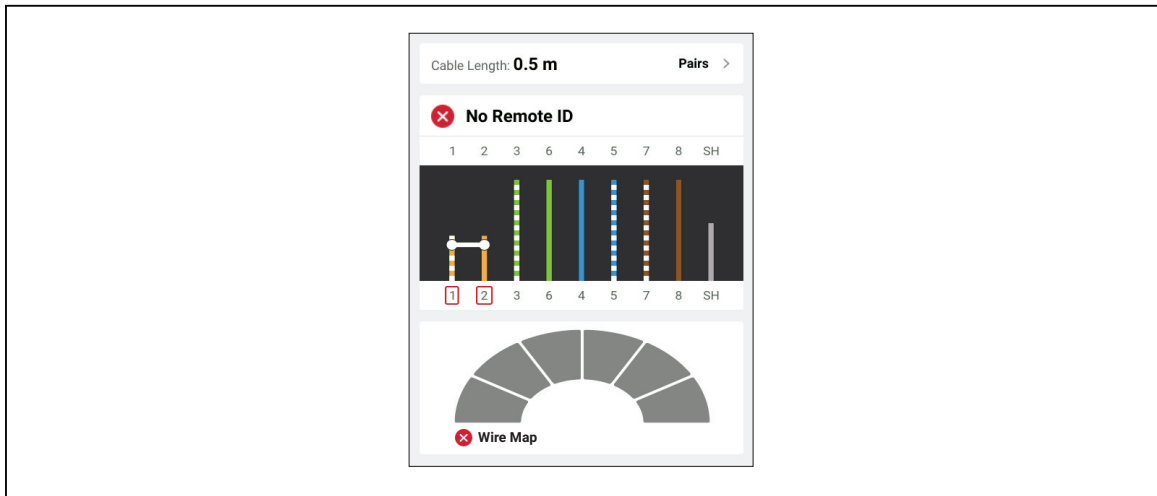 Cable Length: 0.5 m Pairs >
No Remote ID
1 2 3 6 4 5 7 8 SH
1 2 3 6 4 5 7 8 SH
Wire Map